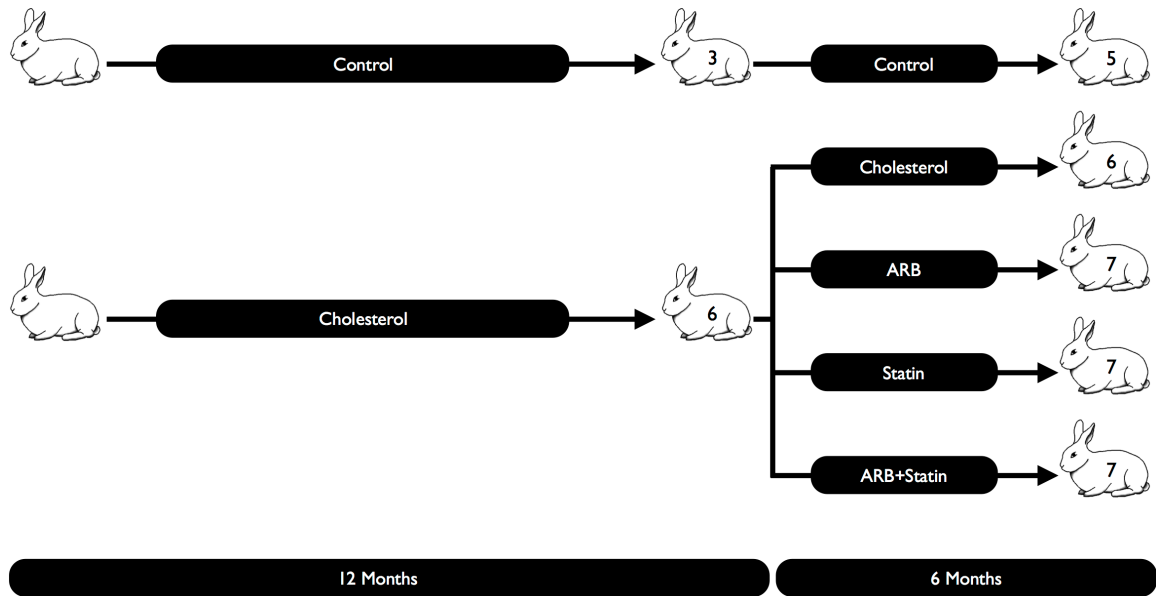 Control
3
Control
5
Cholesterol
6
ARB
7
Cholesterol
6
Statin
7
ARB+Statin
7
12 Months
6 Months